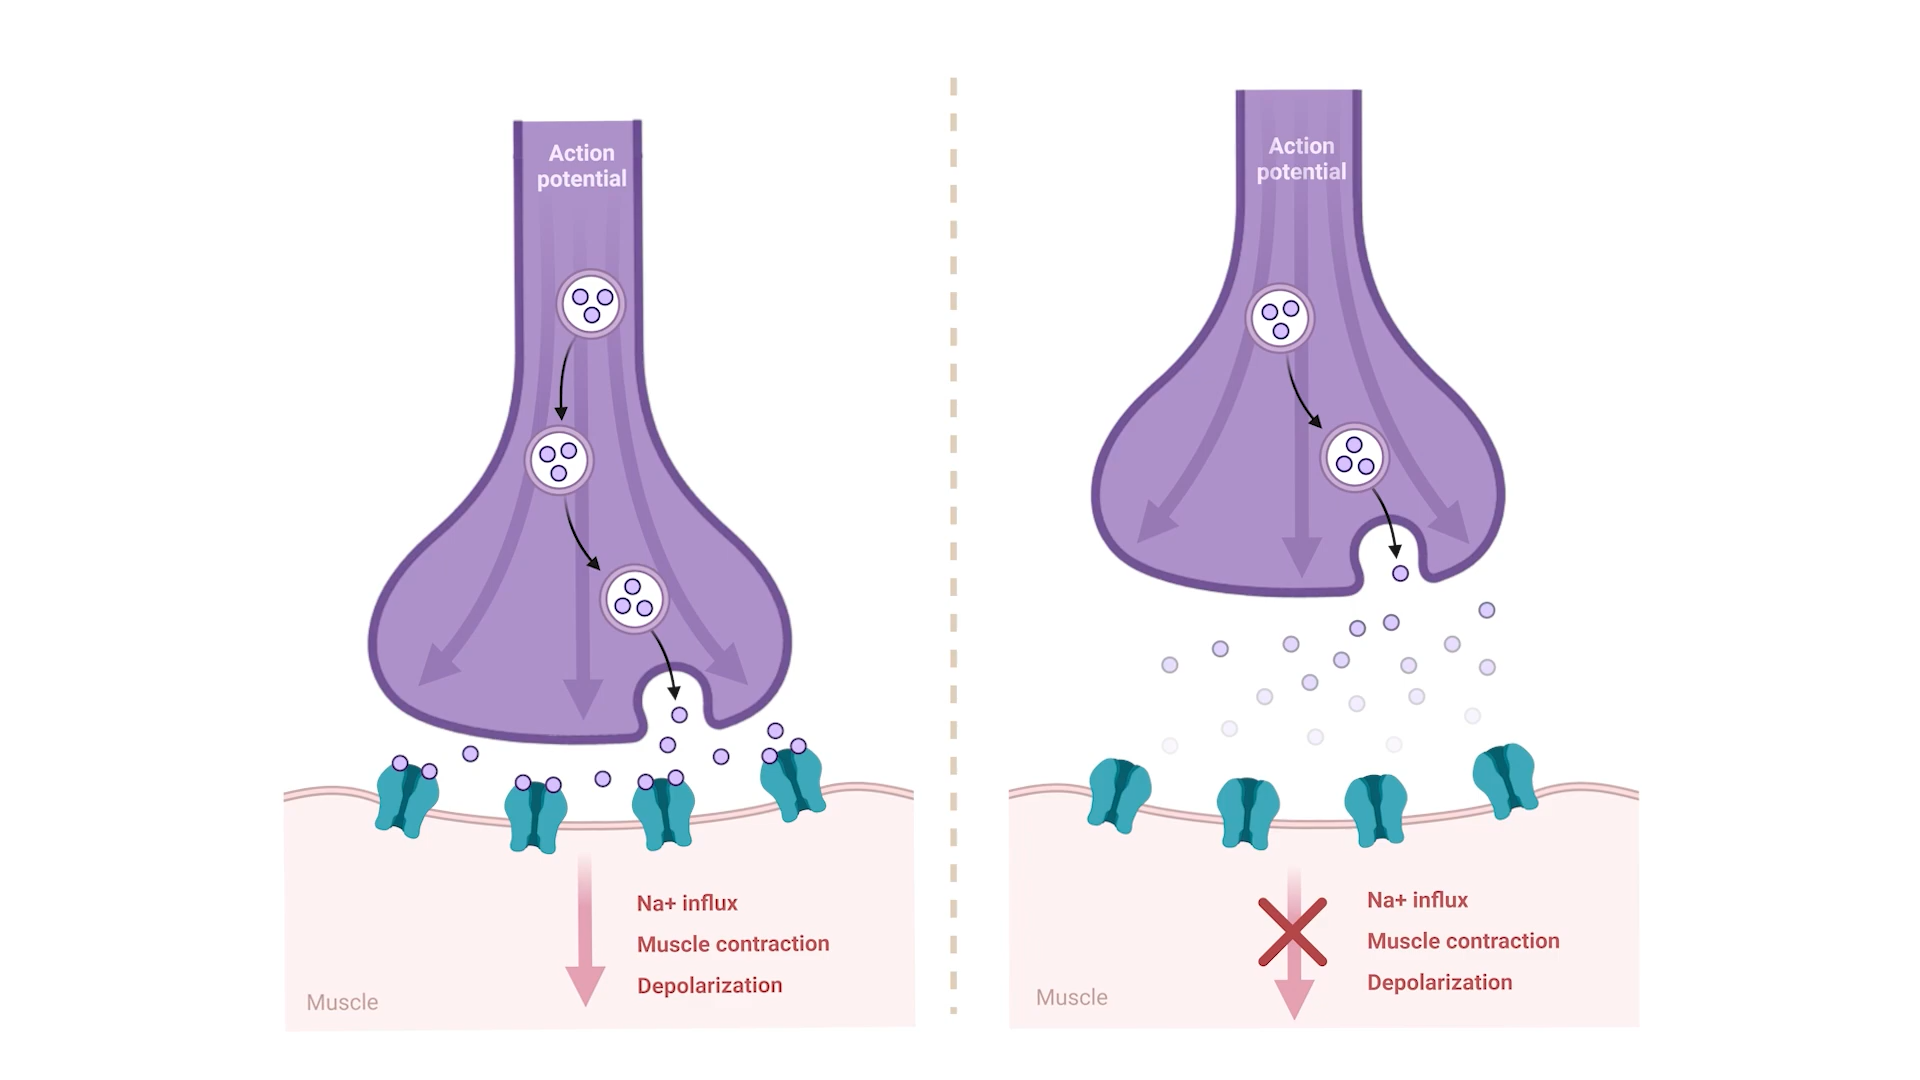 Action
potential
Na+ influx
Muscle contraction
Depolarization
Muscle
Action
potential
Na+ influx
Muscle contraction
Depolarization
Muscle